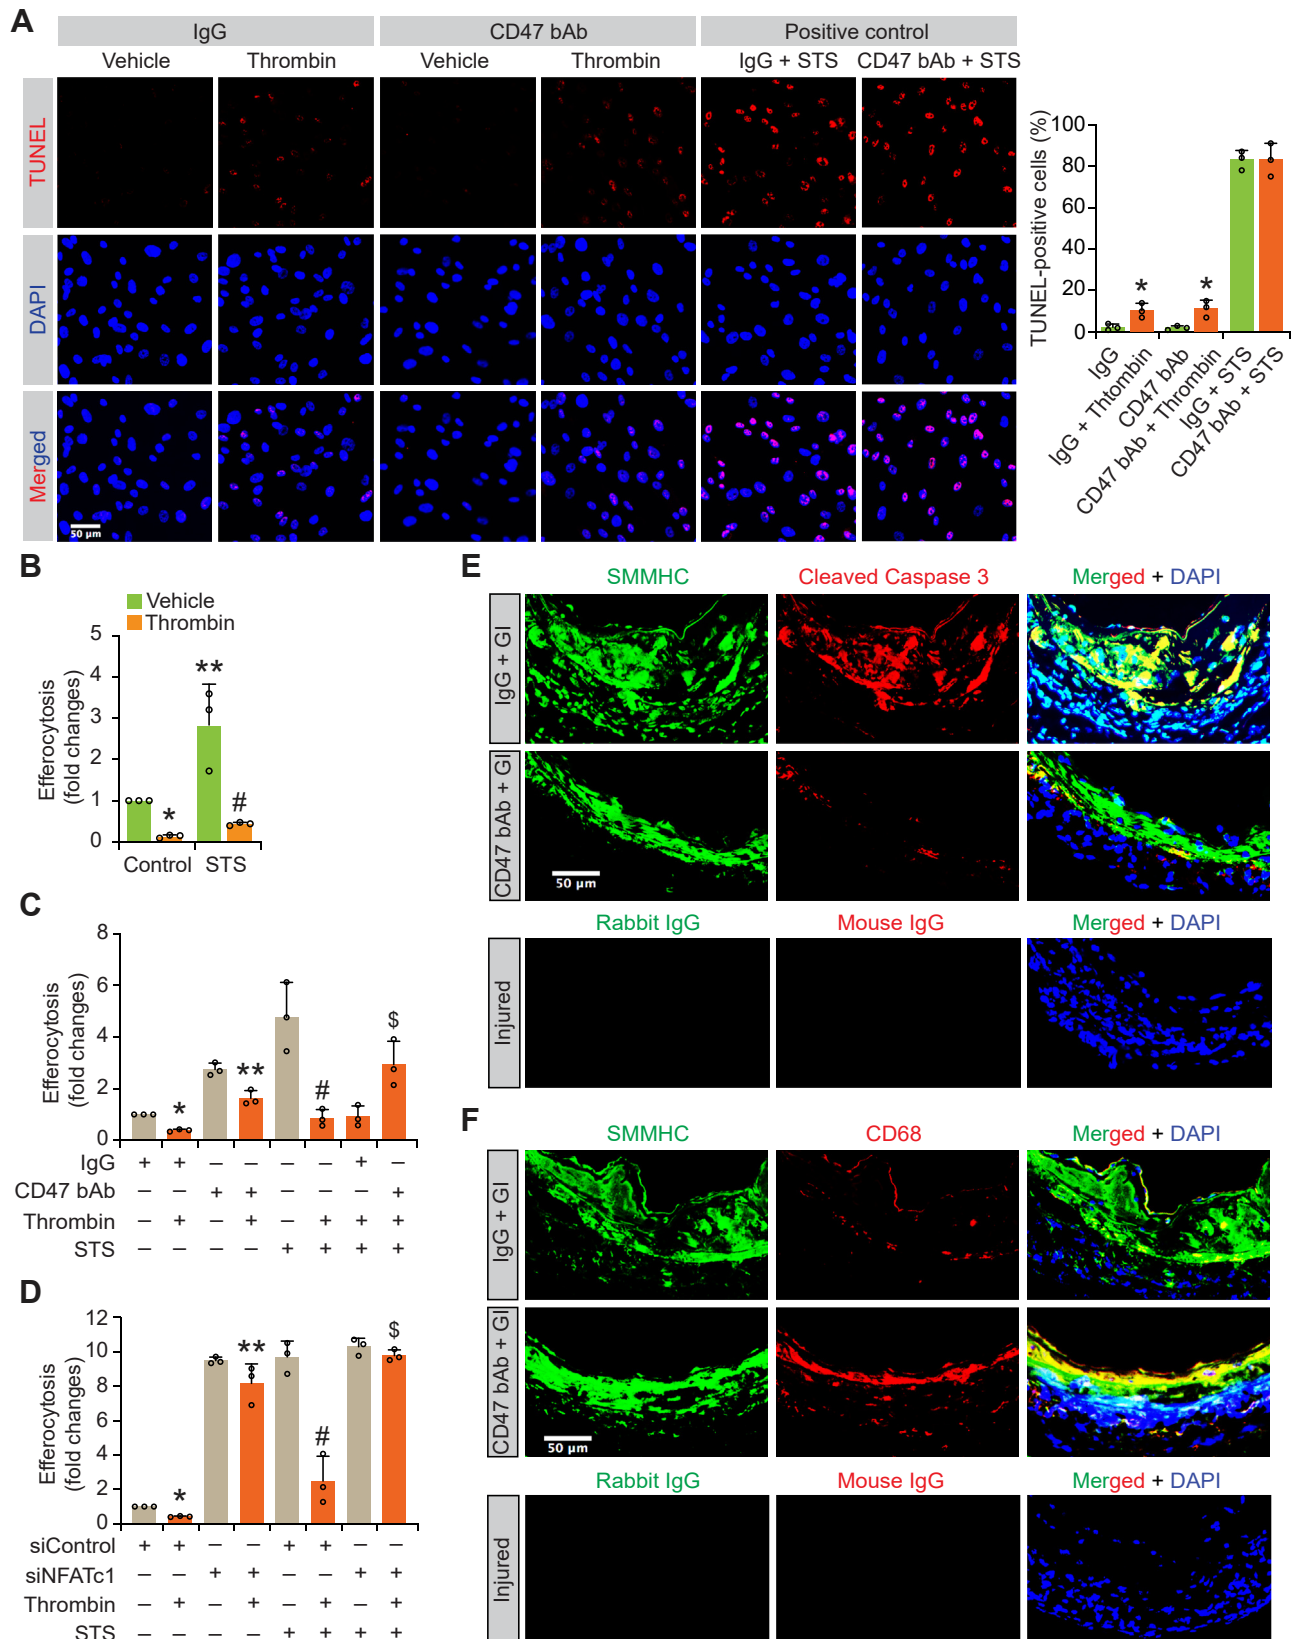 A
IgG
CD47 bAb
Positive control
Vehicle
Thrombin
Vehicle
Thrombin
IgG + STS
CD47 bAb + STS
TUNEL
DAPI
Merged
50 µm
TUNEL-positive cells (%)
100
80
60
40
20
0
*
*
IgG
IgG + Thtombin
CD47 bAb
CD47 bAb + Thrombin
IgG + STS
CD47 bAb + STS
B
Vehicle
Thrombin
Efferocytosis
(fold changes)
5
4
3
2
1
0
*
**
#
Control
STS
C
Efferocytosis
(fold changes)
8
6
4
2
0
*
**
#
$
IgG + + – – – – + –
CD47 bAb – – + + – – – +
Thrombin – + – + – + + +
STS – – – – + + + +
D
Efferocytosis
(fold changes)
12
10
8
6
4
2
0
*
**
#
$
siControl + + – – + + – –
siNFATc1 – – + + – – + +
Thrombin – + – + – + – +
STS – – – – + + + +
E
SMMHC
Cleaved Caspase 3
Merged + DAPI
IgG + GI
CD47 bAb + GI
50 µm
Rabbit IgG
Mouse IgG
Merged + DAPI
Injured
F
SMMHC
CD68
Merged + DAPI
IgG + GI
CD47 bAb + GI
50 µm
Rabbit IgG
Mouse IgG
Merged + DAPI
Injured